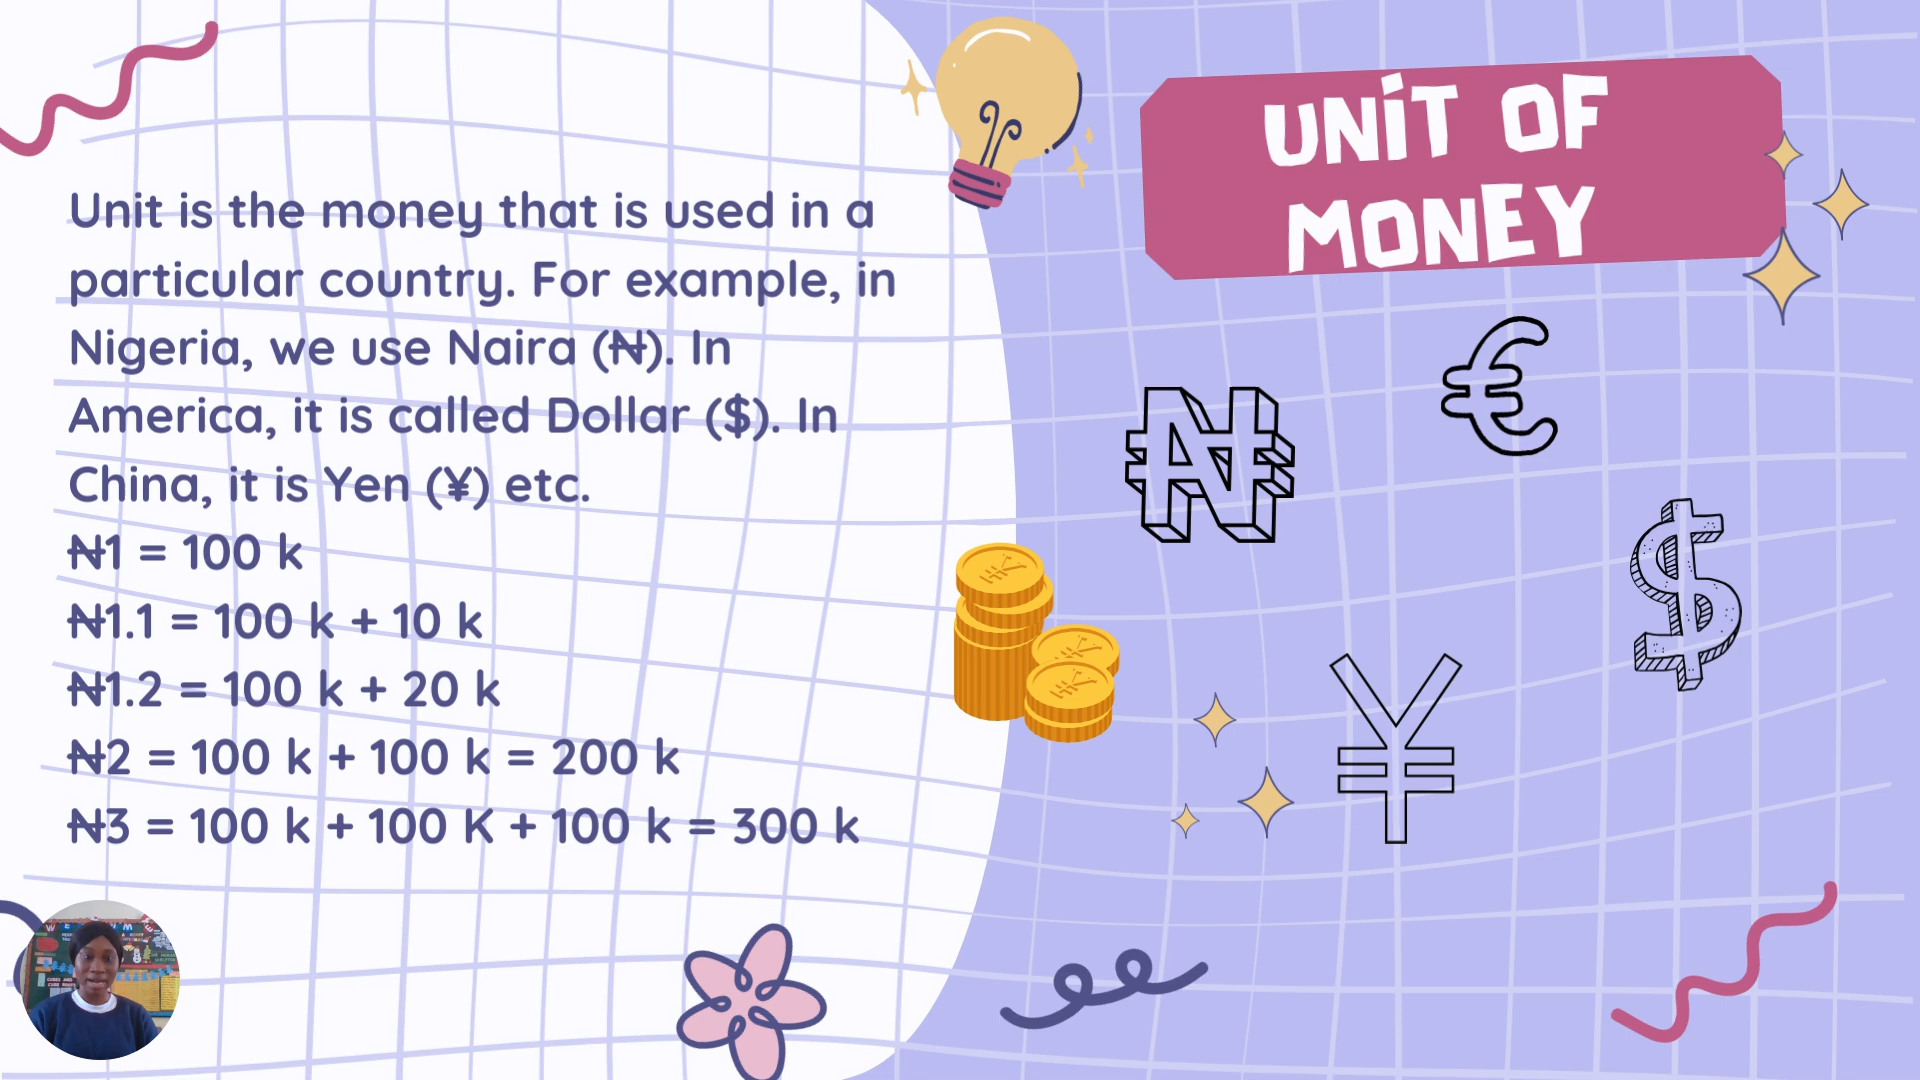 UNIT OF
MONEY
Unit is the money that is used in a
particular country. For example, in
Nigeria, we use Naira (₦). In
America, it is called Dollar ($). In
China, it is Yen (¥) etc.
₦1 = 100 k
₦1.1 = 100 k + 10 k
₦1.2 = 100 k + 20 k
₦2 = 100 k + 100 k = 200 k
₦3 = 100 k + 100 K + 100 k = 300 k
₦
€
$
¥